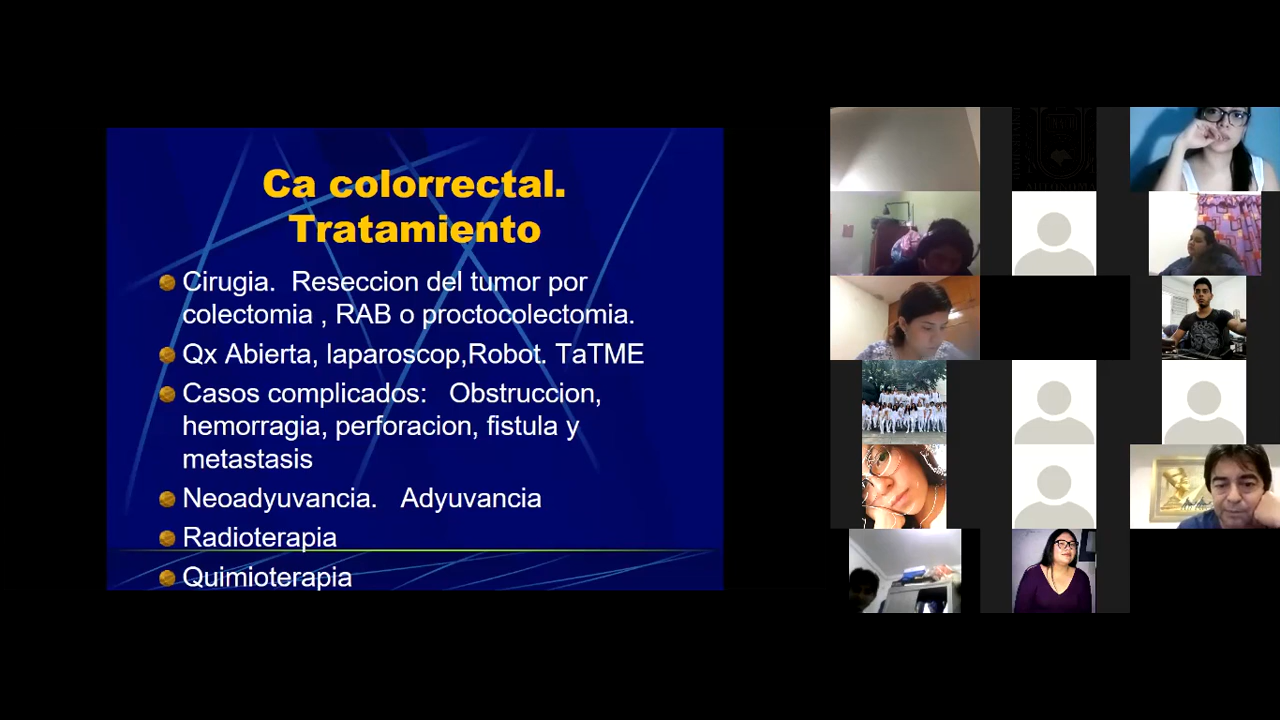 Ca colorrectal.
Tratamiento
Cirugia.  Reseccion del tumor por
colectomia , RAB o proctocolectomia.
Qx Abierta, laparoscop,Robot. TaTME
Casos complicados:   Obstruccion,
hemorragia, perforacion, fistula y
metastasis
Neoadyuvancia.   Adyuvancia
Radioterapia
Quimioterapia